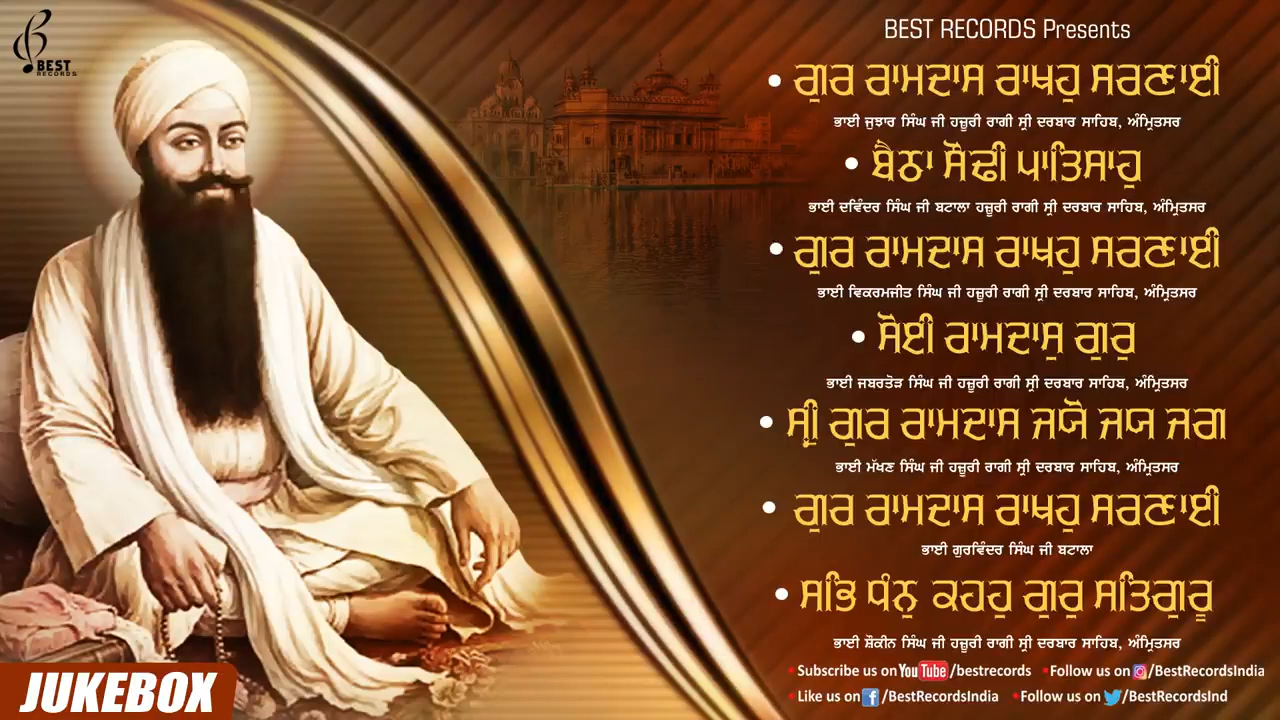 BEST
RECORDS
BEST RECORDS Presents
• ਗੁਰ ਰਾਮਦਾਸ ਰਾਖਹੁ ਸਰਣਾਈ
ਭਾਈ ਜੁਝਾਰ ਸਿੰਘ ਜੀ ਹਜ਼ੂਰੀ ਰਾਗੀ ਸ੍ਰੀ ਦਰਬਾਰ ਸਾਹਿਬ, ਅੰਮ੍ਰਿਤਸਰ
• ਬੈਠਾ ਸੋਢੀ ਪਾਤਿਸਾਹੁ
ਭਾਈ ਦਵਿੰਦਰ ਸਿੰਘ ਜੀ ਬਟਾਲਾ ਹਜ਼ੂਰੀ ਰਾਗੀ ਸ੍ਰੀ ਦਰਬਾਰ ਸਾਹਿਬ, ਅੰਮ੍ਰਿਤਸਰ
• ਗੁਰ ਰਾਮਦਾਸ ਰਾਖਹੁ ਸਰਣਾਈ
ਭਾਈ ਵਿਕਰਮਜੀਤ ਸਿੰਘ ਜੀ ਹਜ਼ੂਰੀ ਰਾਗੀ ਸ੍ਰੀ ਦਰਬਾਰ ਸਾਹਿਬ, ਅੰਮ੍ਰਿਤਸਰ
• ਸੋਈ ਰਾਮਦਾਸੁ ਗੁਰੁ
ਭਾਈ ਜਬਰਤੋੜ ਸਿੰਘ ਜੀ ਹਜ਼ੂਰੀ ਰਾਗੀ ਸ੍ਰੀ ਦਰਬਾਰ ਸਾਹਿਬ, ਅੰਮ੍ਰਿਤਸਰ
• ਸ੍ਰੀ ਗੁਰ ਰਾਮਦਾਸ ਜਯੋ ਜਯ ਜਗ
ਭਾਈ ਮੱਖਣ ਸਿੰਘ ਜੀ ਹਜ਼ੂਰੀ ਰਾਗੀ ਸ੍ਰੀ ਦਰਬਾਰ ਸਾਹਿਬ, ਅੰਮ੍ਰਿਤਸਰ
• ਗੁਰ ਰਾਮਦਾਸ ਰਾਖਹੁ ਸਰਣਾਈ
ਭਾਈ ਗੁਰਵਿੰਦਰ ਸਿੰਘ ਜੀ ਬਟਾਲਾ
• ਸਭਿ ਧੰਨੁ ਕਹਹੁ ਗੁਰੁ ਸਤਿਗੁਰੂ
ਭਾਈ ਸ਼ੌਕੀਨ ਸਿੰਘ ਜੀ ਹਜ਼ੂਰੀ ਰਾਗੀ ਸ੍ਰੀ ਦਰਬਾਰ ਸਾਹਿਬ, ਅੰਮ੍ਰਿਤਸਰ
• Subscribe us on YouTube/bestrecords • Follow us on /BestRecordsIndia
• Like us on f/BestRecordsIndia • Follow us on /BestRecordsInd
JUKEBOX